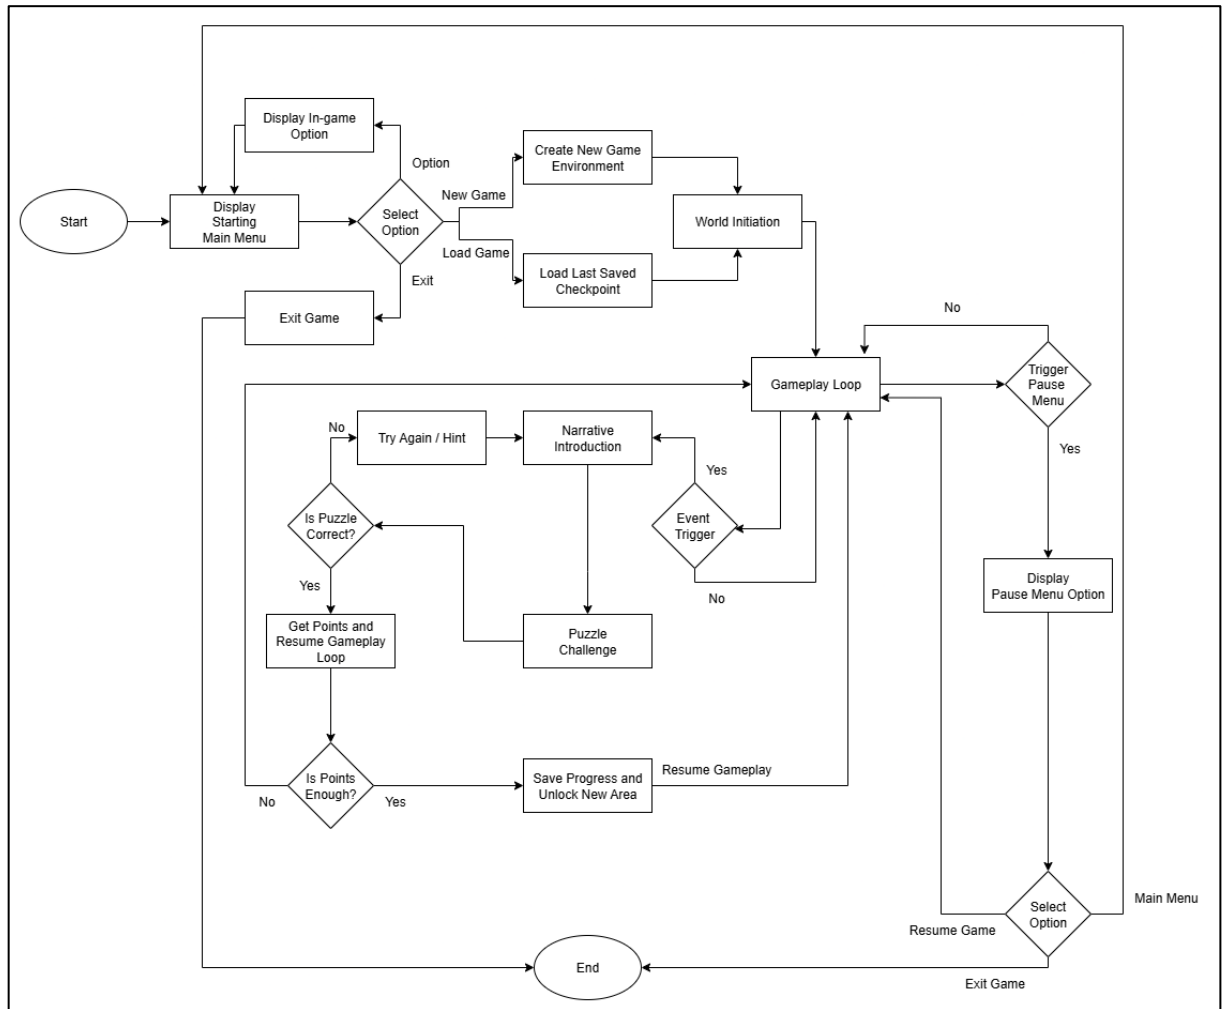 Display In-game
Option
Option
Create New Game
Environment
New Game
Start
Display
Starting
Main Menu
Select
Option
World Initiation
Load Game
Exit
Load Last Saved
Checkpoint
Exit Game
No
Gameplay Loop
Trigger
Pause
Menu
No
Try Again / Hint
Narrative
Introduction
Yes
Yes
Is Puzzle
Correct?
Event
Trigger
Yes
No
Display
Pause Menu Option
Get Points and
Resume Gameplay
Loop
Puzzle
Challenge
Is Points
Enough?
No
Yes
Save Progress and
Unlock New Area
Resume Gameplay
Select
Option
Main Menu
Resume Game
End
Exit Game